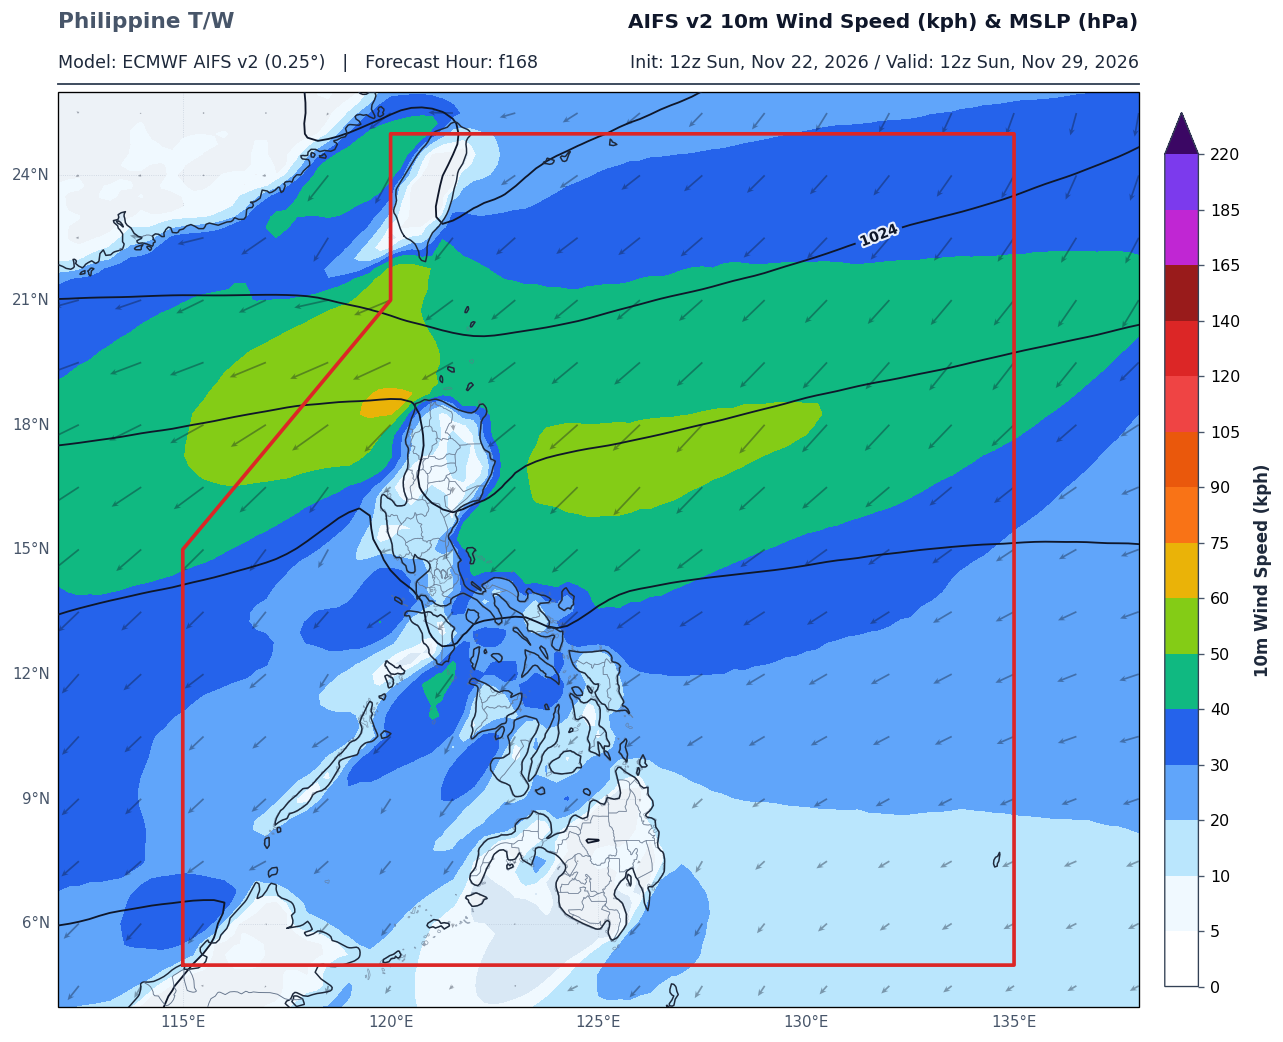 Philippine T/W
AIFS v2 10m Wind Speed (kph) & MSLP (hPa)
Model: ECMWF AIFS v2 (0.25°) | Forecast Hour: f168
Init: 12z Sun, Nov 22, 2026 / Valid: 12z Sun, Nov 29, 2026
24°N
21°N
18°N
15°N
12°N
9°N
6°N
115°E
120°E
125°E
130°E
135°E
1024
220
185
165
140
120
105
90
75
60
50
40
30
20
10
5
0
10m Wind Speed (kph)